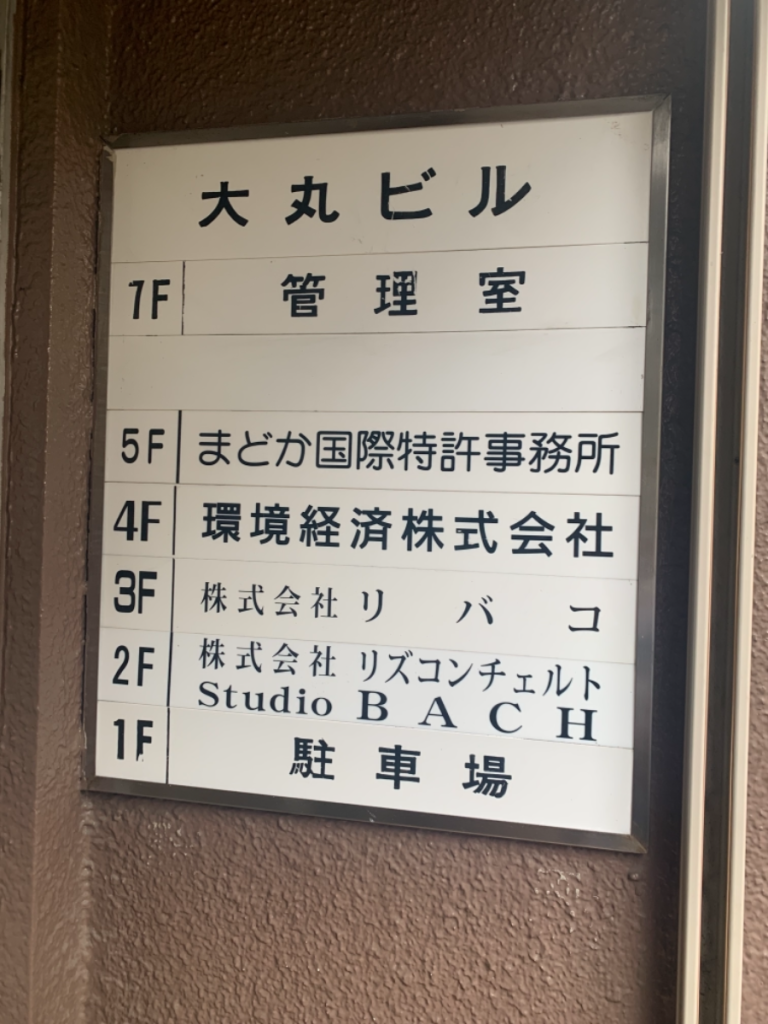 大丸ビル
7F 管理室
5F まどか国際特許事務所
4F 環境経済株式会社
3F 株式会社 リバコ
2F 株式会社 リズコンチェルト
Studio BACH
1F 駐車場